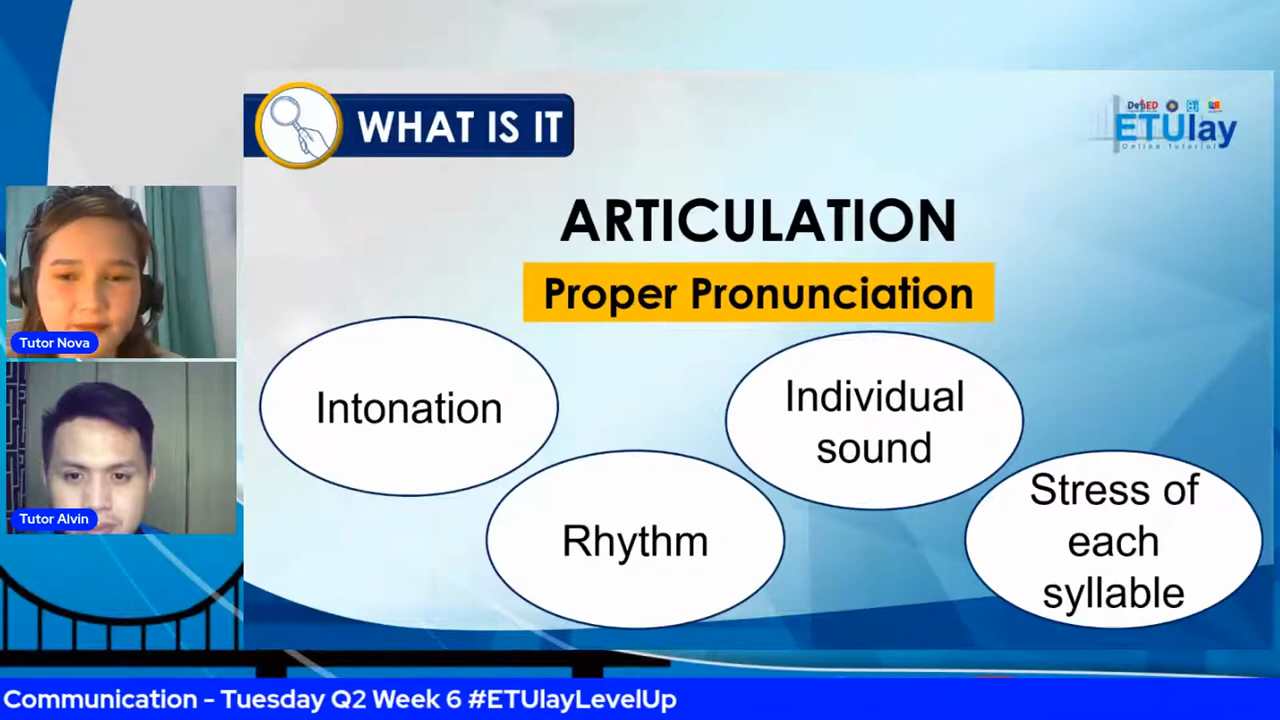 WHAT IS IT
DepED
ETUlay
Online Tutorial
ARTICULATION
Proper Pronunciation
Intonation
Individual
sound
Rhythm
Stress of
each
syllable
Tutor Nova
Tutor Alvin
Communication - Tuesday Q2 Week 6 #ETUlayLevelUp